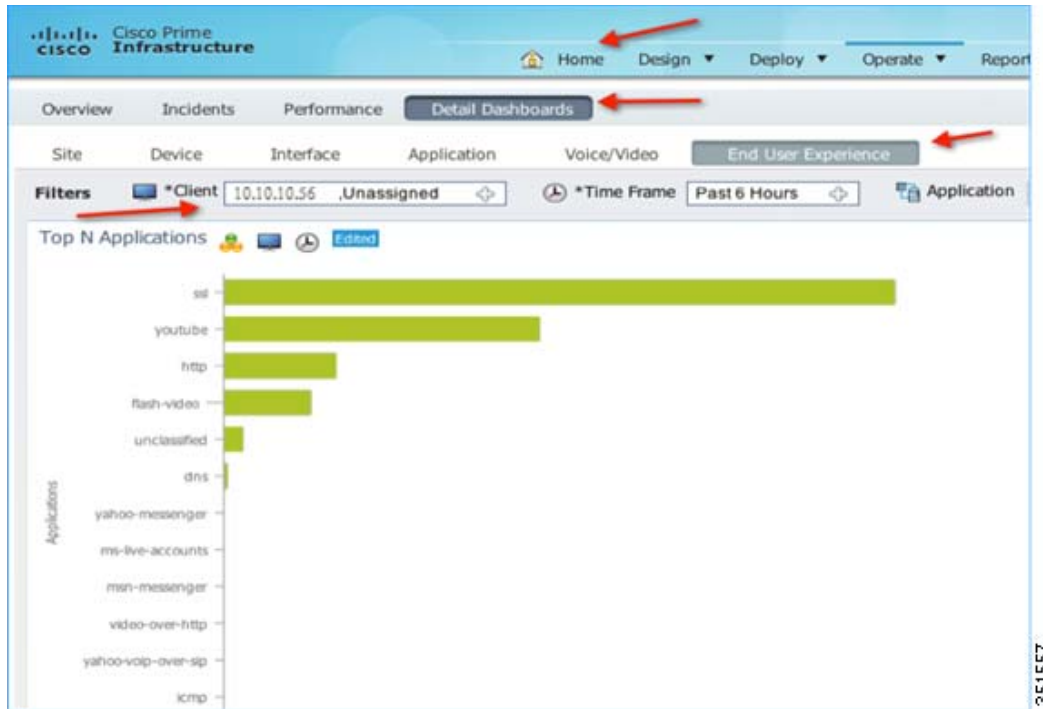 Cisco Prime
CISCO Infrastructure
Home Design Deploy Operate Report
Overview Incidents Performance Detail Dashboards
Site Device Interface Application Voice/Video End User Experience
Filters *Client 10.10.10.56 ,Unassigned *Time Frame Past 6 Hours Application
Top N Applications Edited
ssl
youtube
http
flash-video
unclassified
dns
Applications
yahoo-messenger
ms-live-accounts
msn-messenger
video-over-http
yahoo-voip-over-sip
icmp
351557